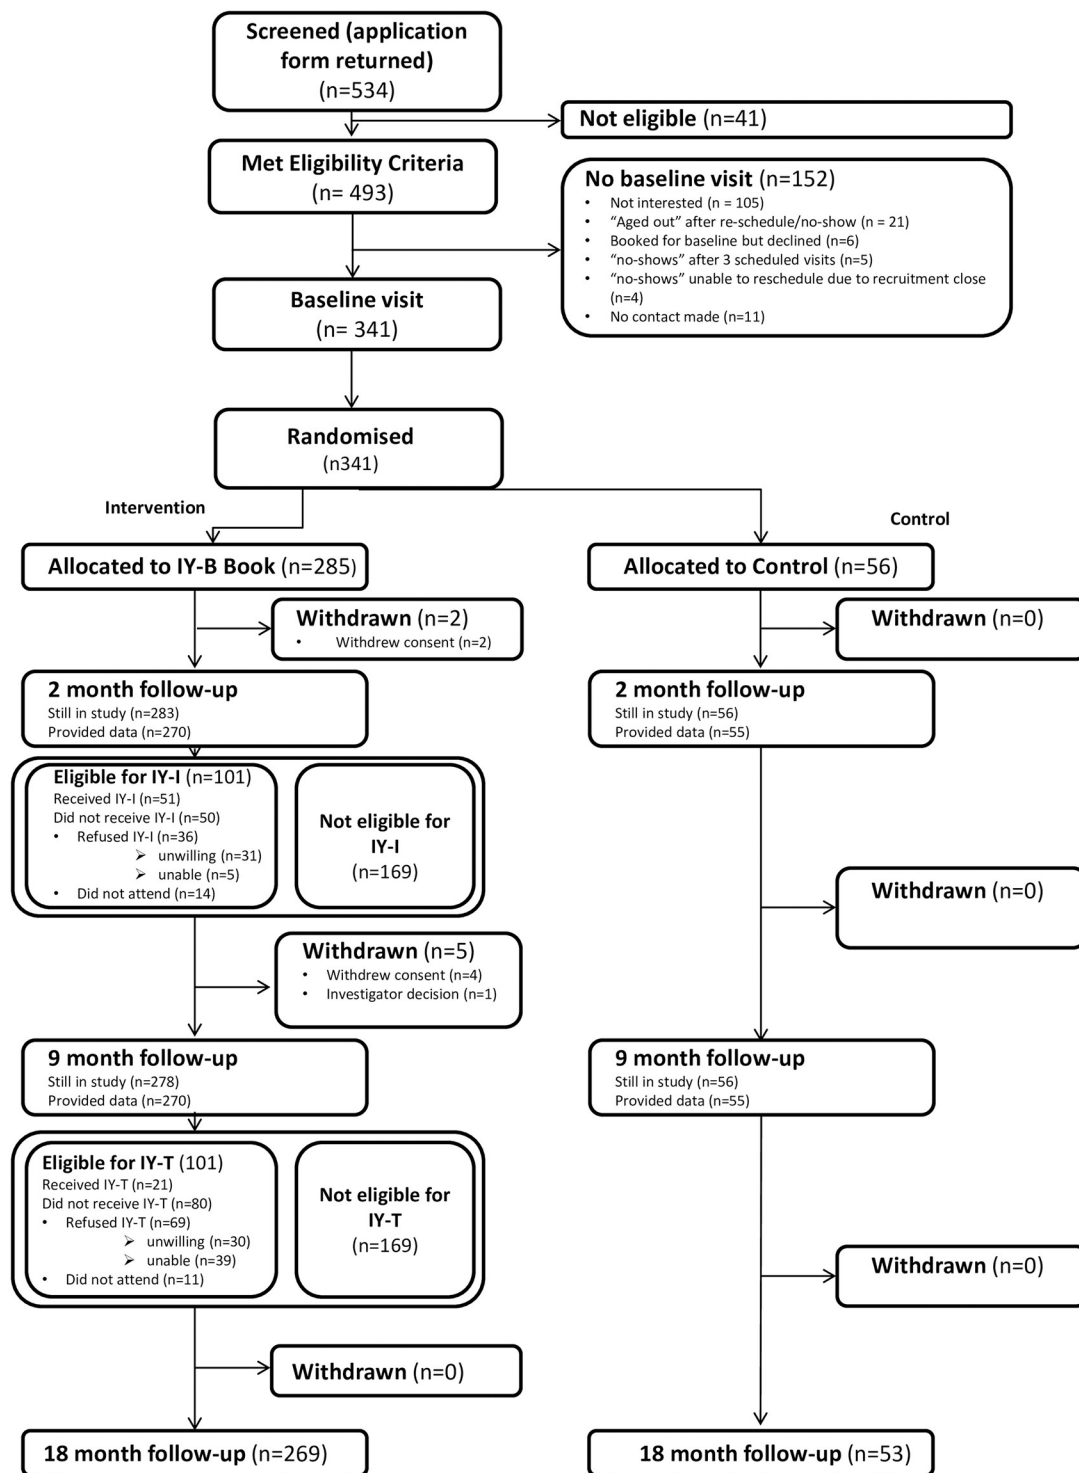 Screened (application
form returned)
(n=534)
Not eligible (n=41)
Met Eligibility Criteria
(n= 493)
No baseline visit (n=152)
• Not interested (n = 105)
• “Aged out” after re-schedule/no-show (n = 21)
• Booked for baseline but declined (n=6)
• “no-shows” after 3 scheduled visits (n=5)
• “no-shows” unable to reschedule due to recruitment close
(n=4)
• No contact made (n=11)
Baseline visit
(n= 341)
Randomised
(n341)
Intervention
Control
Allocated to IY-B Book (n=285)
Allocated to Control (n=56)
Withdrawn (n=2)
• Withdrew consent (n=2)
Withdrawn (n=0)
2 month follow-up
Still in study (n=283)
Provided data (n=270)
2 month follow-up
Still in study (n=56)
Provided data (n=55)
Eligible for IY-I (n=101)
Received IY-I (n=51)
Did not receive IY-I (n=50)
• Refused IY-I (n=36)
➢ unwilling (n=31)
➢ unable (n=5)
• Did not attend (n=14)
Not eligible for
IY-I
(n=169)
Withdrawn (n=0)
Withdrawn (n=5)
• Withdrew consent (n=4)
• Investigator decision (n=1)
9 month follow-up
Still in study (n=278)
Provided data (n=270)
9 month follow-up
Still in study (n=56)
Provided data (n=55)
Eligible for IY-T (101)
Received IY-T (n=21)
Did not receive IY-T (n=80)
• Refused IY-T (n=69)
➢ unwilling (n=30)
➢ unable (n=39)
• Did not attend (n=11)
Not eligible for
IY-T
(n=169)
Withdrawn (n=0)
Withdrawn (n=0)
18 month follow-up (n=269)
18 month follow-up (n=53)